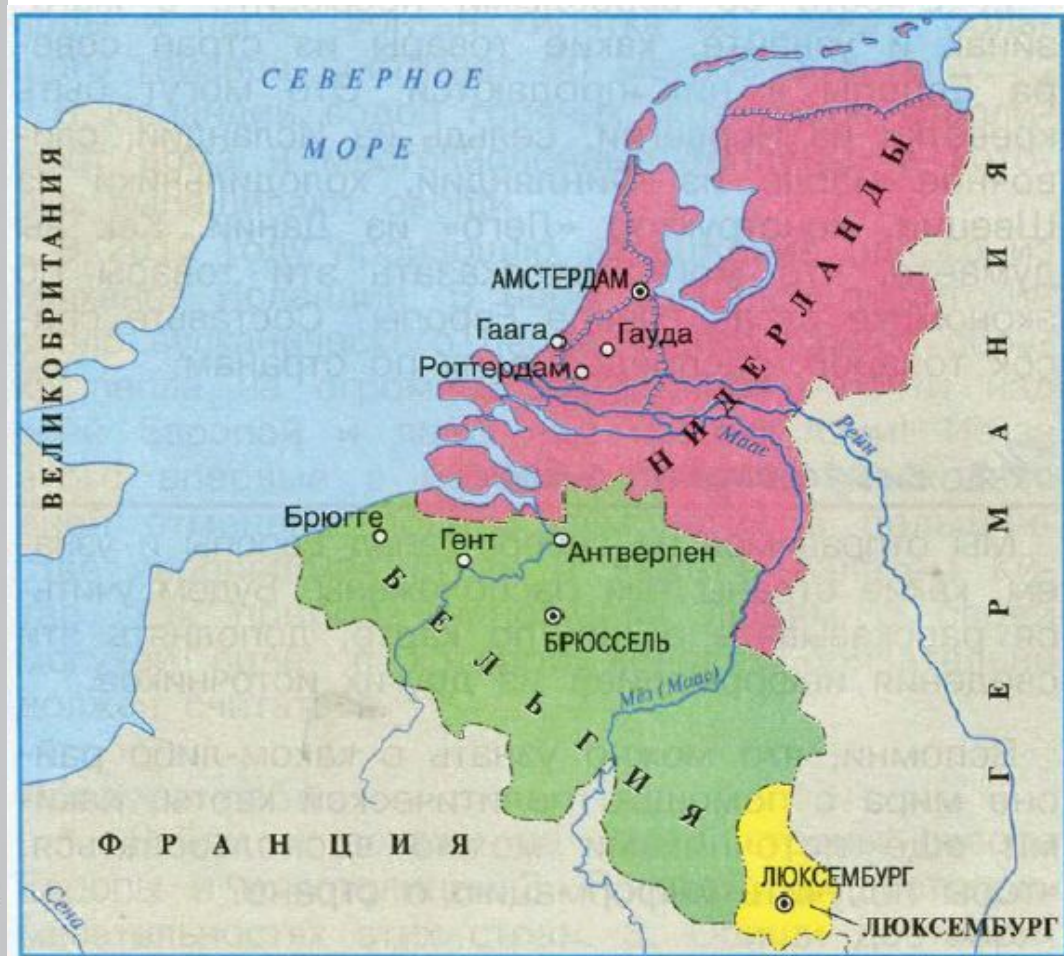 СЕВЕРНОЕ
МОРЕ
ВЕЛИКОБРИТАНИЯ
НИДЕРЛАНДЫ
АМСТЕРДАМ
Гаага
Гауда
Роттердам
Маас
Рейн
ГЕРМАНИЯ
Брюгге
Гент
Антверпен
БЕЛЬГИЯ
БРЮССЕЛЬ
Мёз (Маас)
ФРАНЦИЯ
Сена
ЛЮКСЕМБУРГ
ЛЮКСЕМБУРГ